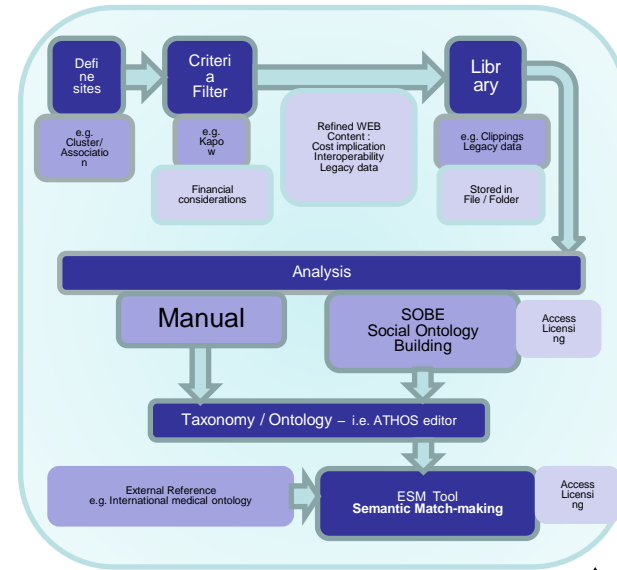 Defi
ne
sites
Criteri
a
Filter
Libr
ary
e.g.
Cluster/
Associatio
n
e.g.
Kapo
w
Financial
considerations
Refined WEB
Content :
Cost implication
Interoperability
Legacy data
e.g. Clippings
Legacy data
Stored in
File / Folder
Analysis
Manual
SOBE
Social Ontology
Building
Access
Licensi
ng
Taxonomy / Ontology – i.e. ATHOS editor
External Reference
e.g. International medical ontology
ESM Tool
Semantic Match-making
Access
Licensi
ng